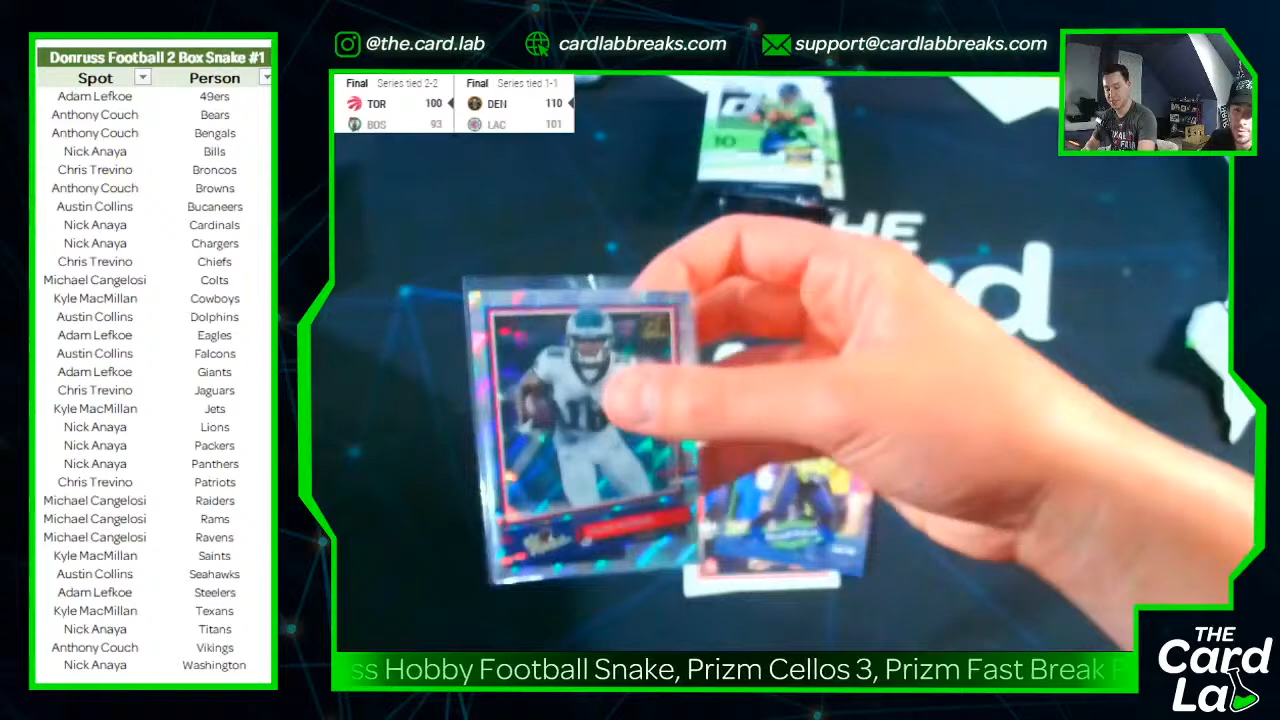 @the.card.lab
cardlabbreaks.com
support@cardlabbreaks.com
Donruss Football 2 Box Snake #1
Spot Person
Adam Lefkoe 49ers
Anthony Couch Bears
Anthony Couch Bengals
Nick Anaya Bills
Chris Trevino Broncos
Anthony Couch Browns
Austin Collins Bucaneers
Nick Anaya Cardinals
Nick Anaya Chargers
Chris Trevino Chiefs
Michael Cangelosi Colts
Kyle MacMillan Cowboys
Austin Collins Dolphins
Adam Lefkoe Eagles
Austin Collins Falcons
Adam Lefkoe Giants
Chris Trevino Jaguars
Kyle MacMillan Jets
Nick Anaya Lions
Nick Anaya Packers
Nick Anaya Panthers
Chris Trevino Patriots
Michael Cangelosi Raiders
Michael Cangelosi Rams
Michael Cangelosi Ravens
Kyle MacMillan Saints
Austin Collins Seahawks
Adam Lefkoe Steelers
Kyle MacMillan Texans
Nick Anaya Titans
Anthony Couch Vikings
Nick Anaya Washington
Final Series tied 2-2
TOR 100
BOS 93
Final Series tied 1-1
DEN 110
LAC 101
THE
ss Hobby Football Snake, Prizm Cellos 3, Prizm Fast Break
THE
Card
La